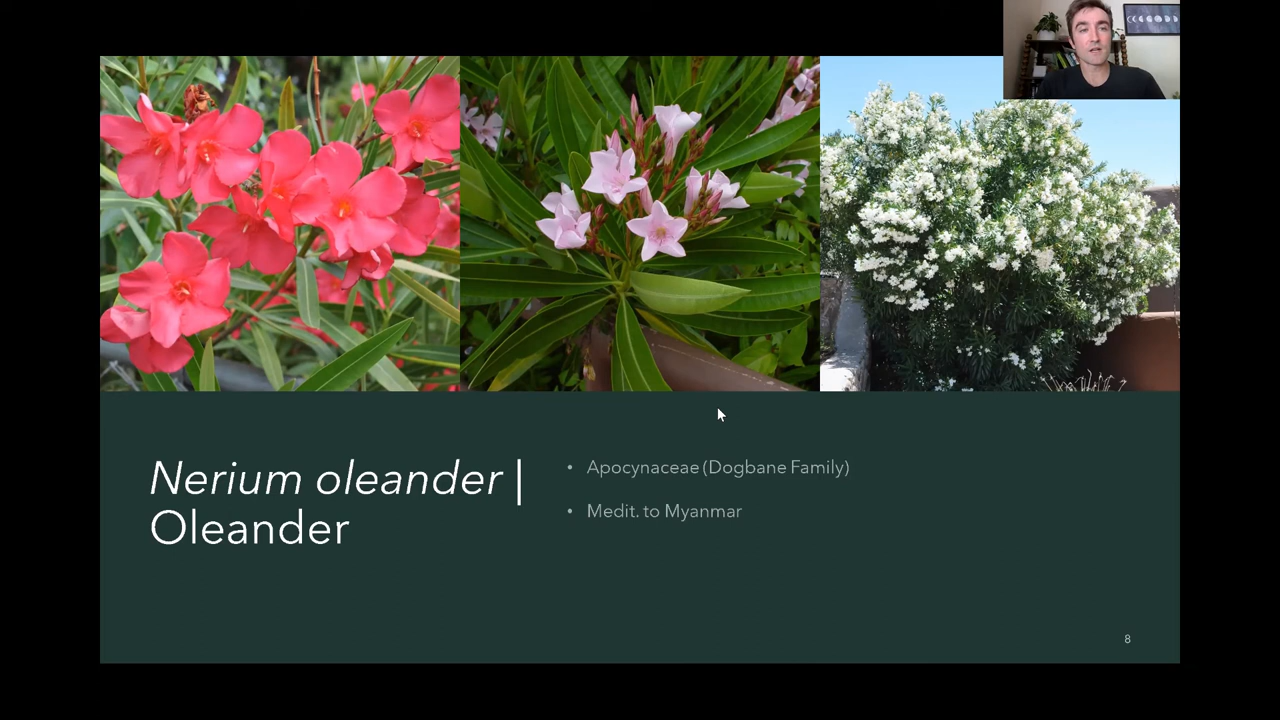 Nerium oleander |
Oleander
• Apocynaceae (Dogbane Family)
• Medit. to Myanmar
8